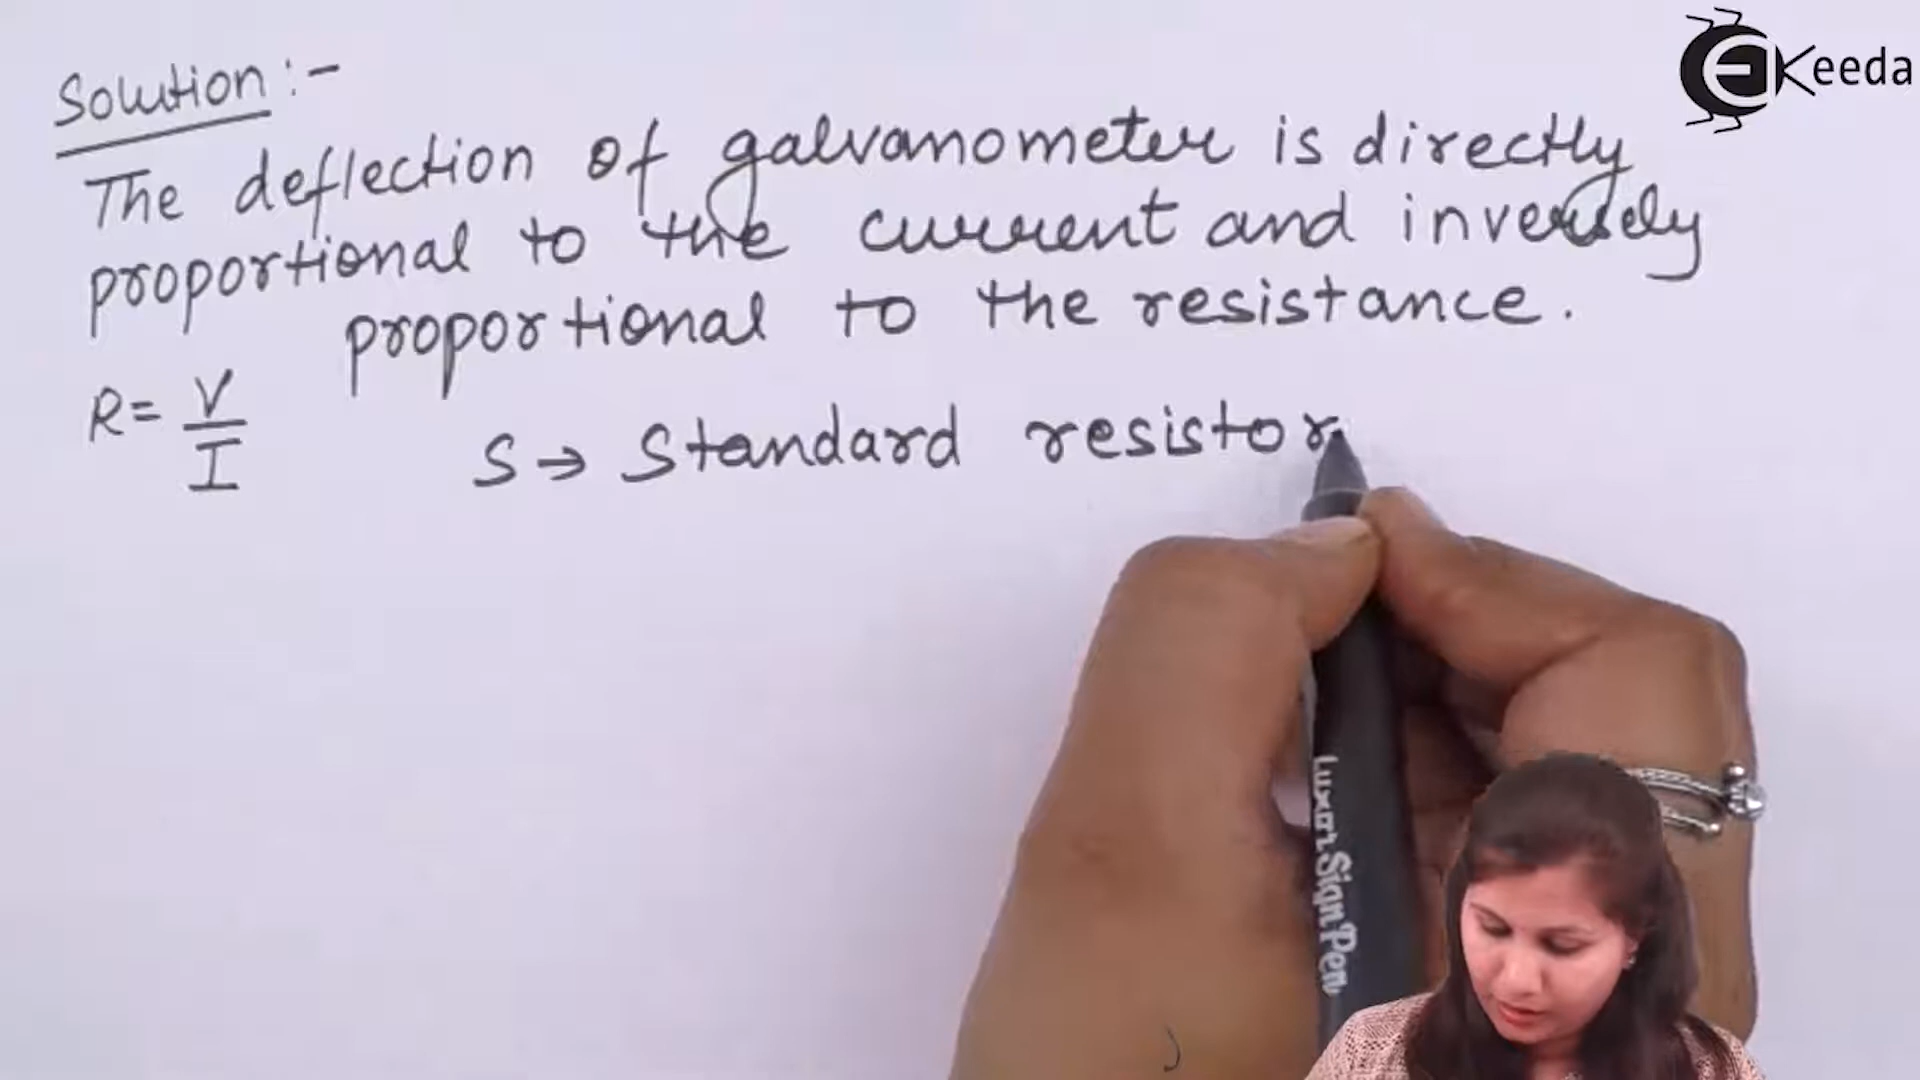 Solution:-
EKeeda
The deflection of galvanometer is directly
proportional to the current and inversely
proportional to the resistance.
R = V/I
S → Standard resistor
Luxor Sign Pen